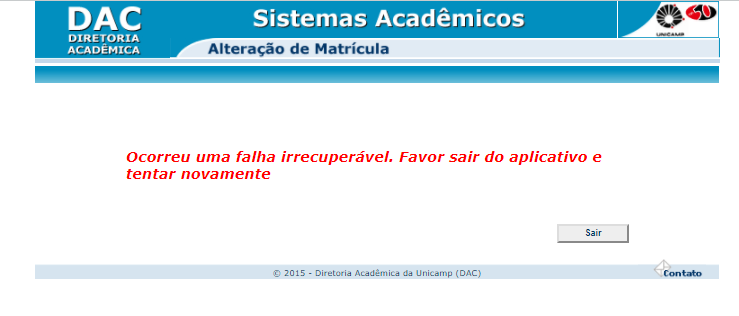 DAC
DIRETORIA
ACADÊMICA
Sistemas Acadêmicos
Alteração de Matrícula
UNICAMP
Ocorreu uma falha irrecuperável. Favor sair do aplicativo e
tentar novamente
Sair
© 2015 - Diretoria Acadêmica da Unicamp (DAC)
Contato